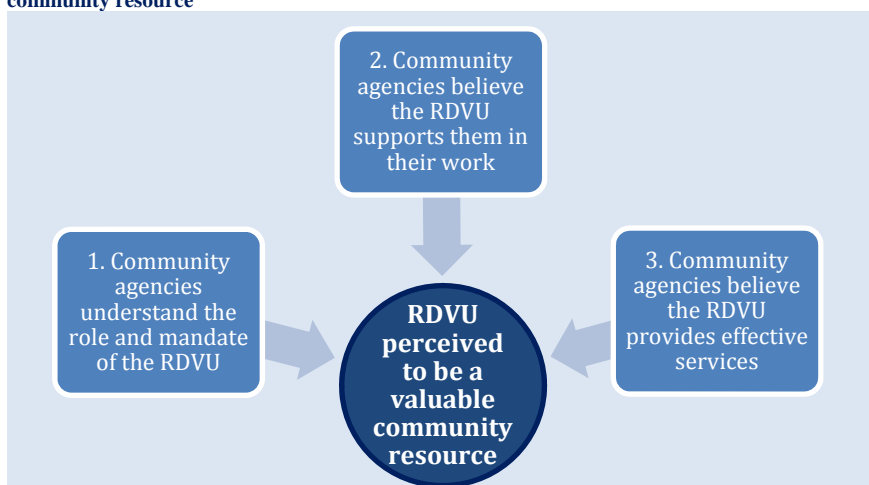 community resource
2. Community
agencies believe
the RDVU
supports them in
their work
1. Community
agencies
understand the
role and mandate
of the RDVU
3. Community
agencies believe
the RDVU
provides effective
services
RDVU
perceived
to be a
valuable
community
resource